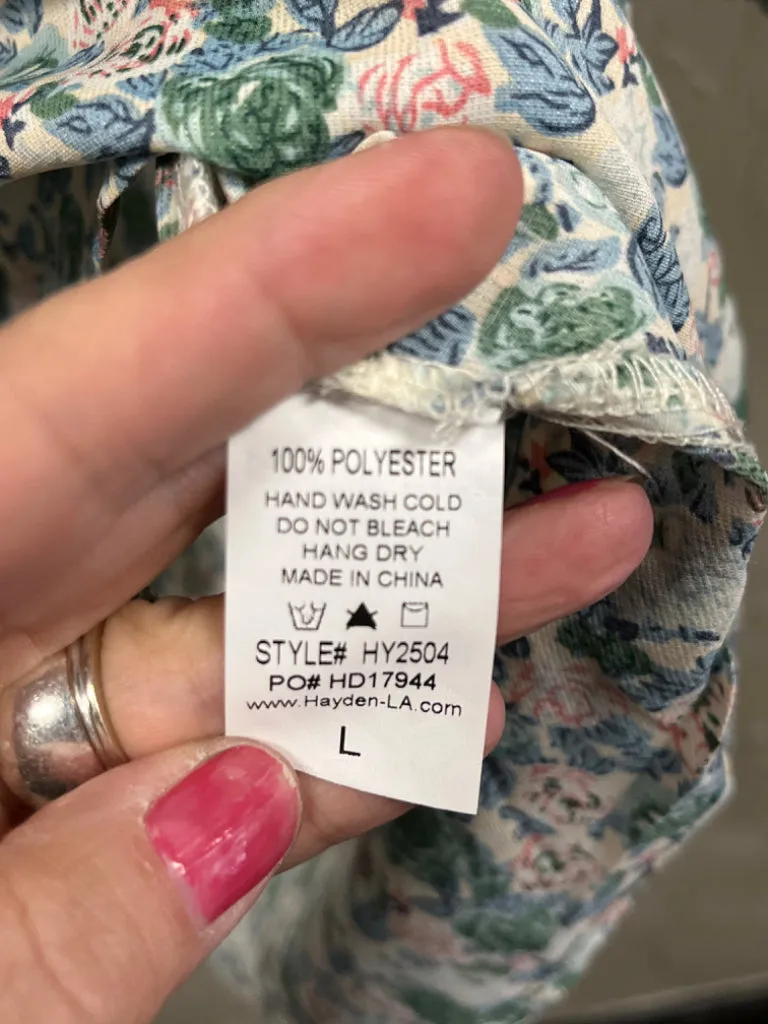 100% POLYESTER
HAND WASH COLD
DO NOT BLEACH
HANG DRY
MADE IN CHINA
STYLE# HY2504
PO# HD17944
www.Hayden-LA.com
L